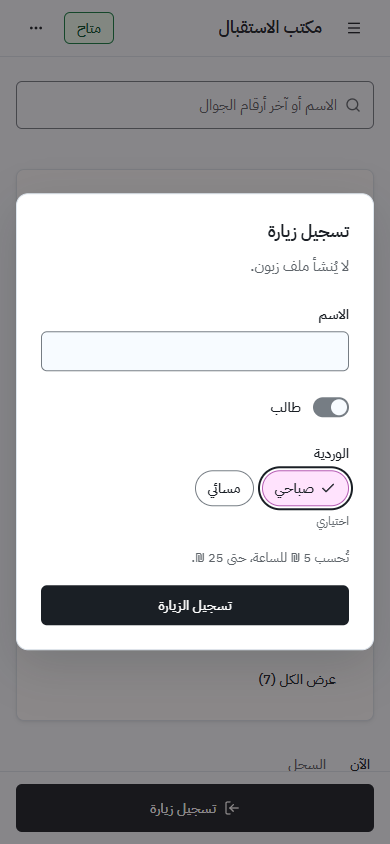 مكتب الاستقبال
متاح
الاسم أو آخر أرقام الجوال
تسجيل زيارة
لا يُنشأ ملف زبون.
الاسم
طالب
الوردية
صباحي
مسائي
اختياري
تُحسب 5 ₪ للساعة، حتى 25 ₪.
تسجيل الزيارة
عرض الكل (7)
الآن
السجل
تسجيل زيارة